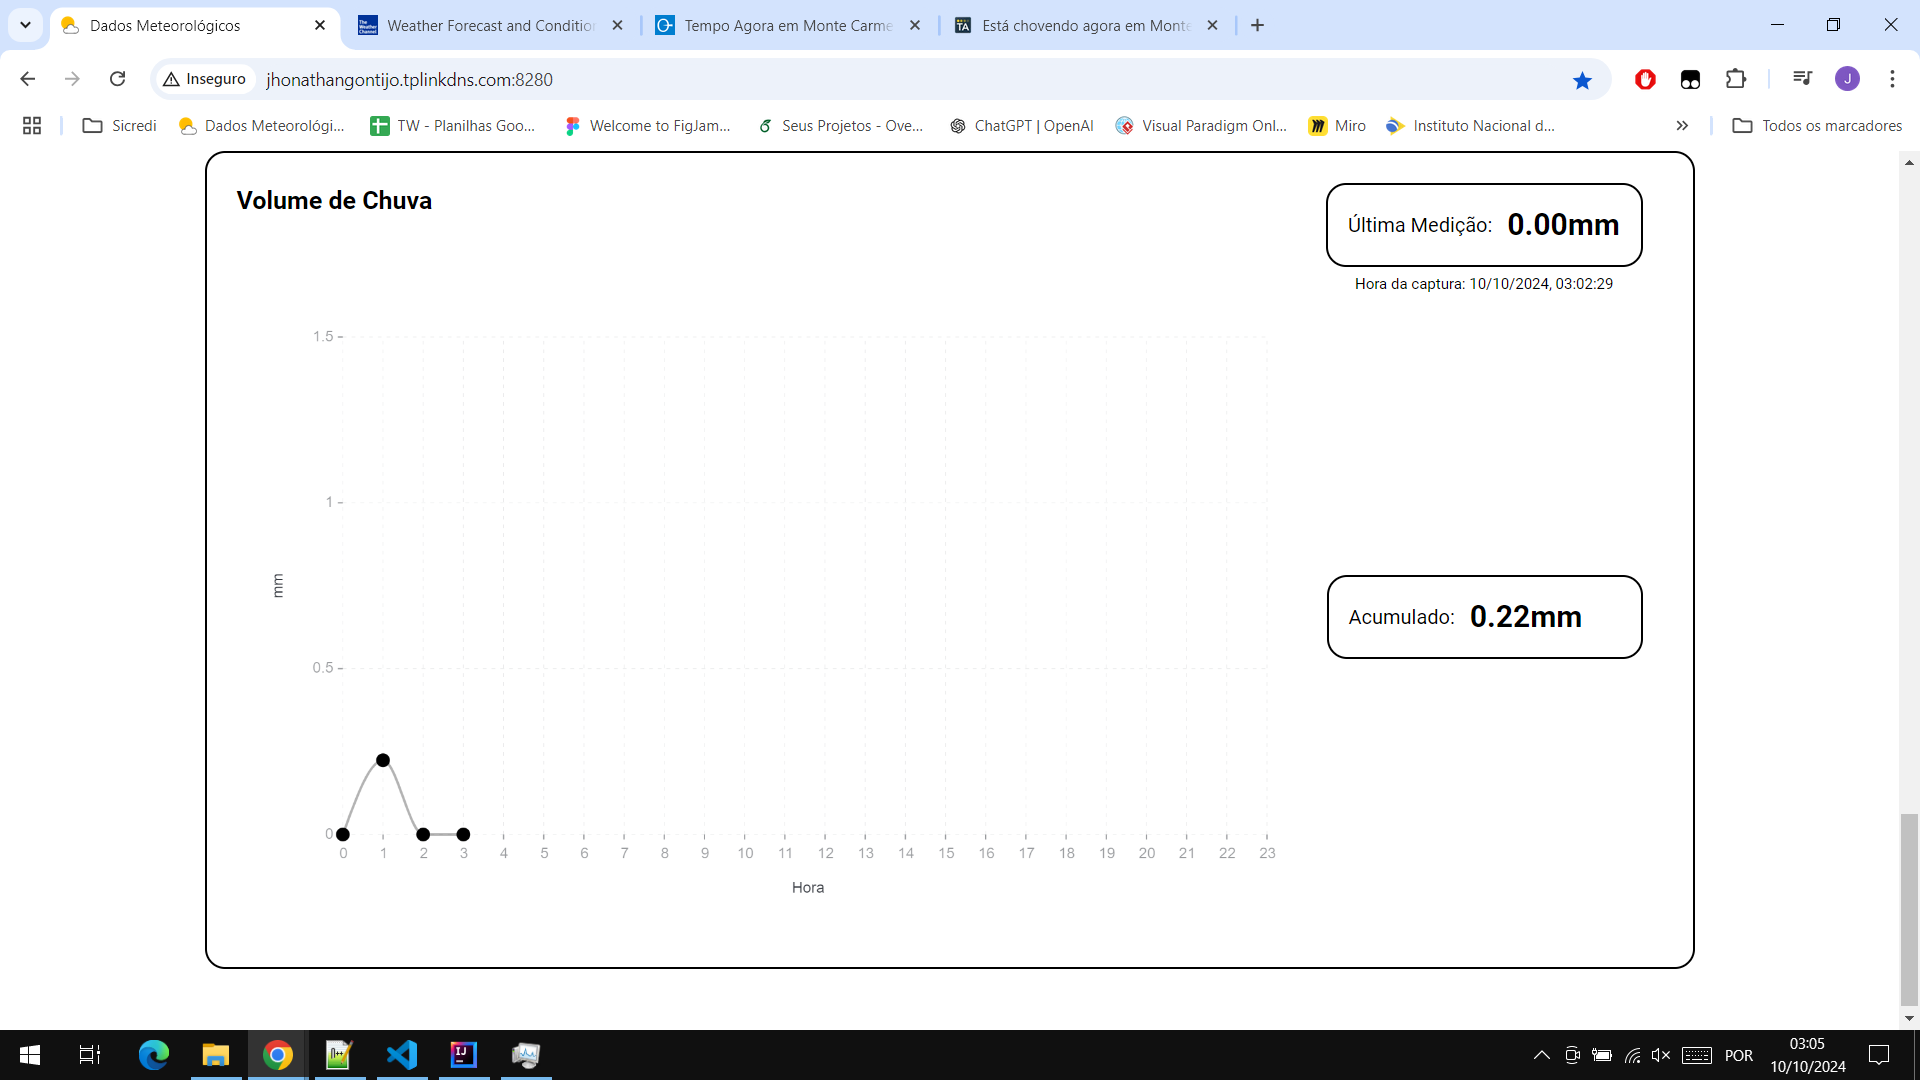 Dados Meteorológicos
Weather Forecast and Condition
Tempo Agora em Monte Carme
Está chovendo agora em Monte
Inseguro
jhonathangontijo.tplinkdns.com:8280
J
Sicredi
Dados Meteorológi...
TW - Planilhas Goo...
Welcome to FigJam...
Seus Projetos - Ove...
ChatGPT | OpenAI
Visual Paradigm Onl...
Miro
Instituto Nacional d...
Todos os marcadores
Volume de Chuva
Última Medição: 0.00mm
Hora da captura: 10/10/2024, 03:02:29
1.5
1
0.5
0
mm
0 1 2 3 4 5 6 7 8 9 10 11 12 13 14 15 16 17 18 19 20 21 22 23
Hora
Acumulado: 0.22mm
POR
03:05
10/10/2024